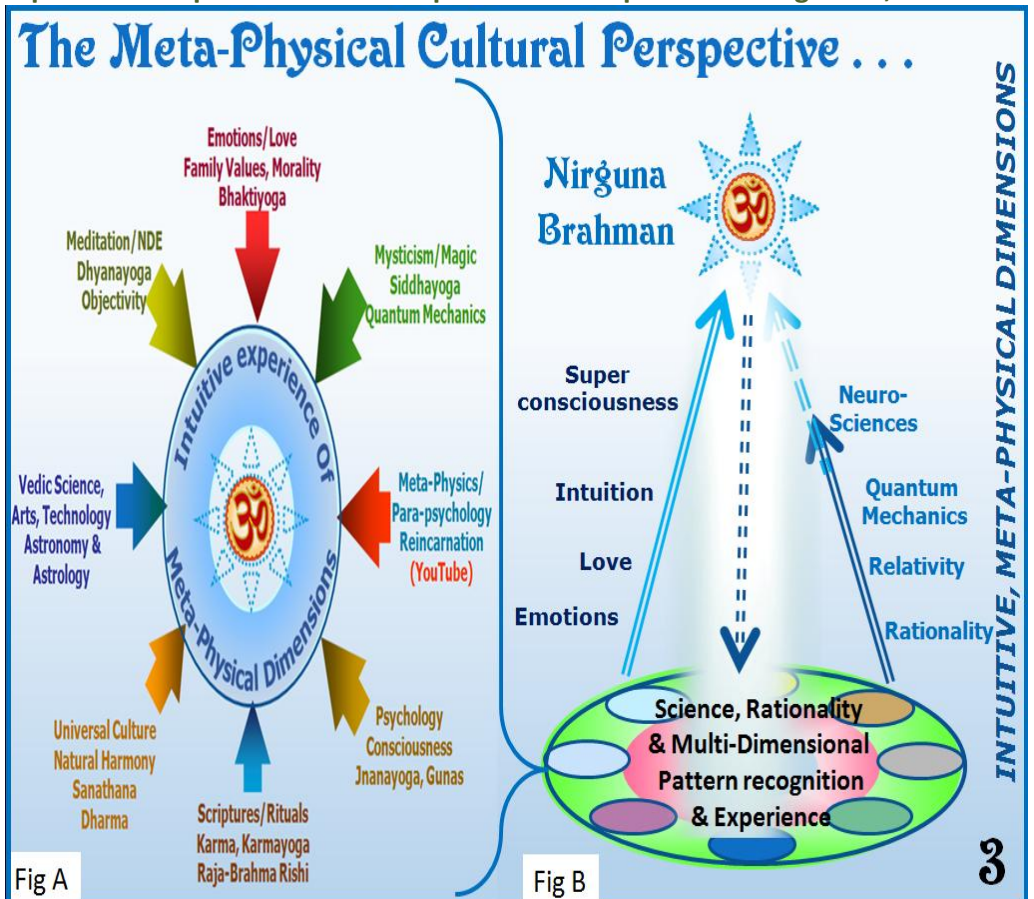 The Meta-Physical Cultural Perspective . . .
Emotions/Love
Family Values, Morality
Bhaktiyoga
Meditation/NDE
Dhyanayoga
Objectivity
Mysticism/Magic
Siddhayoga
Quantum Mechanics
Vedic Science,
Arts, Technology
Astronomy &
Astrology
Intuitive experience Of
Meta-Physical Dimensions
ॐ
Meta-Physics/
Para-psychology
Reincarnation
(YouTube)
Universal Culture
Natural Harmony
Sanathana
Dharma
Scriptures/Rituals
Karma, Karmayoga
Raja-Brahma Rishi
Psychology
Consciousness
Jnanayoga, Gunas
Fig A
Nirguna
Brahman
ॐ
Super
consciousness
Intuition
Love
Emotions
Neuro-
Sciences
Quantum
Mechanics
Relativity
Rationality
Science, Rationality
& Multi-Dimensional
Pattern recognition
& Experience
Fig B
INTUITIVE, META-PHYSICAL DIMENSIONS
3